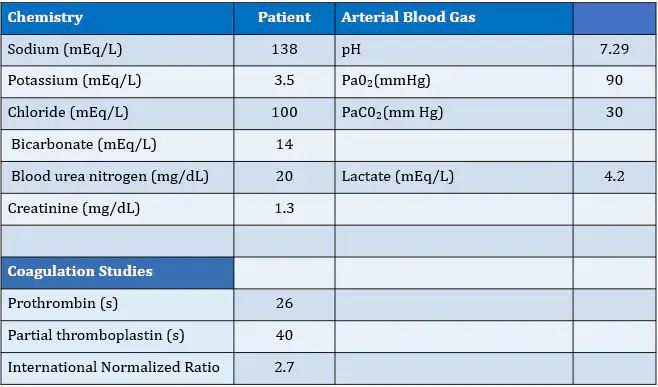 Chemistry Patient Arterial Blood Gas
Sodium (mEq/L) 138 pH 7.29
Potassium (mEq/L) 3.5 Pa0₂(mmHg) 90
Chloride (mEq/L) 100 PaC0₂(mm Hg) 30
Bicarbonate (mEq/L) 14
Blood urea nitrogen (mg/dL) 20 Lactate (mEq/L) 4.2
Creatinine (mg/dL) 1.3
Coagulation Studies
Prothrombin (s) 26
Partial thromboplastin (s) 40
International Normalized Ratio 2.7